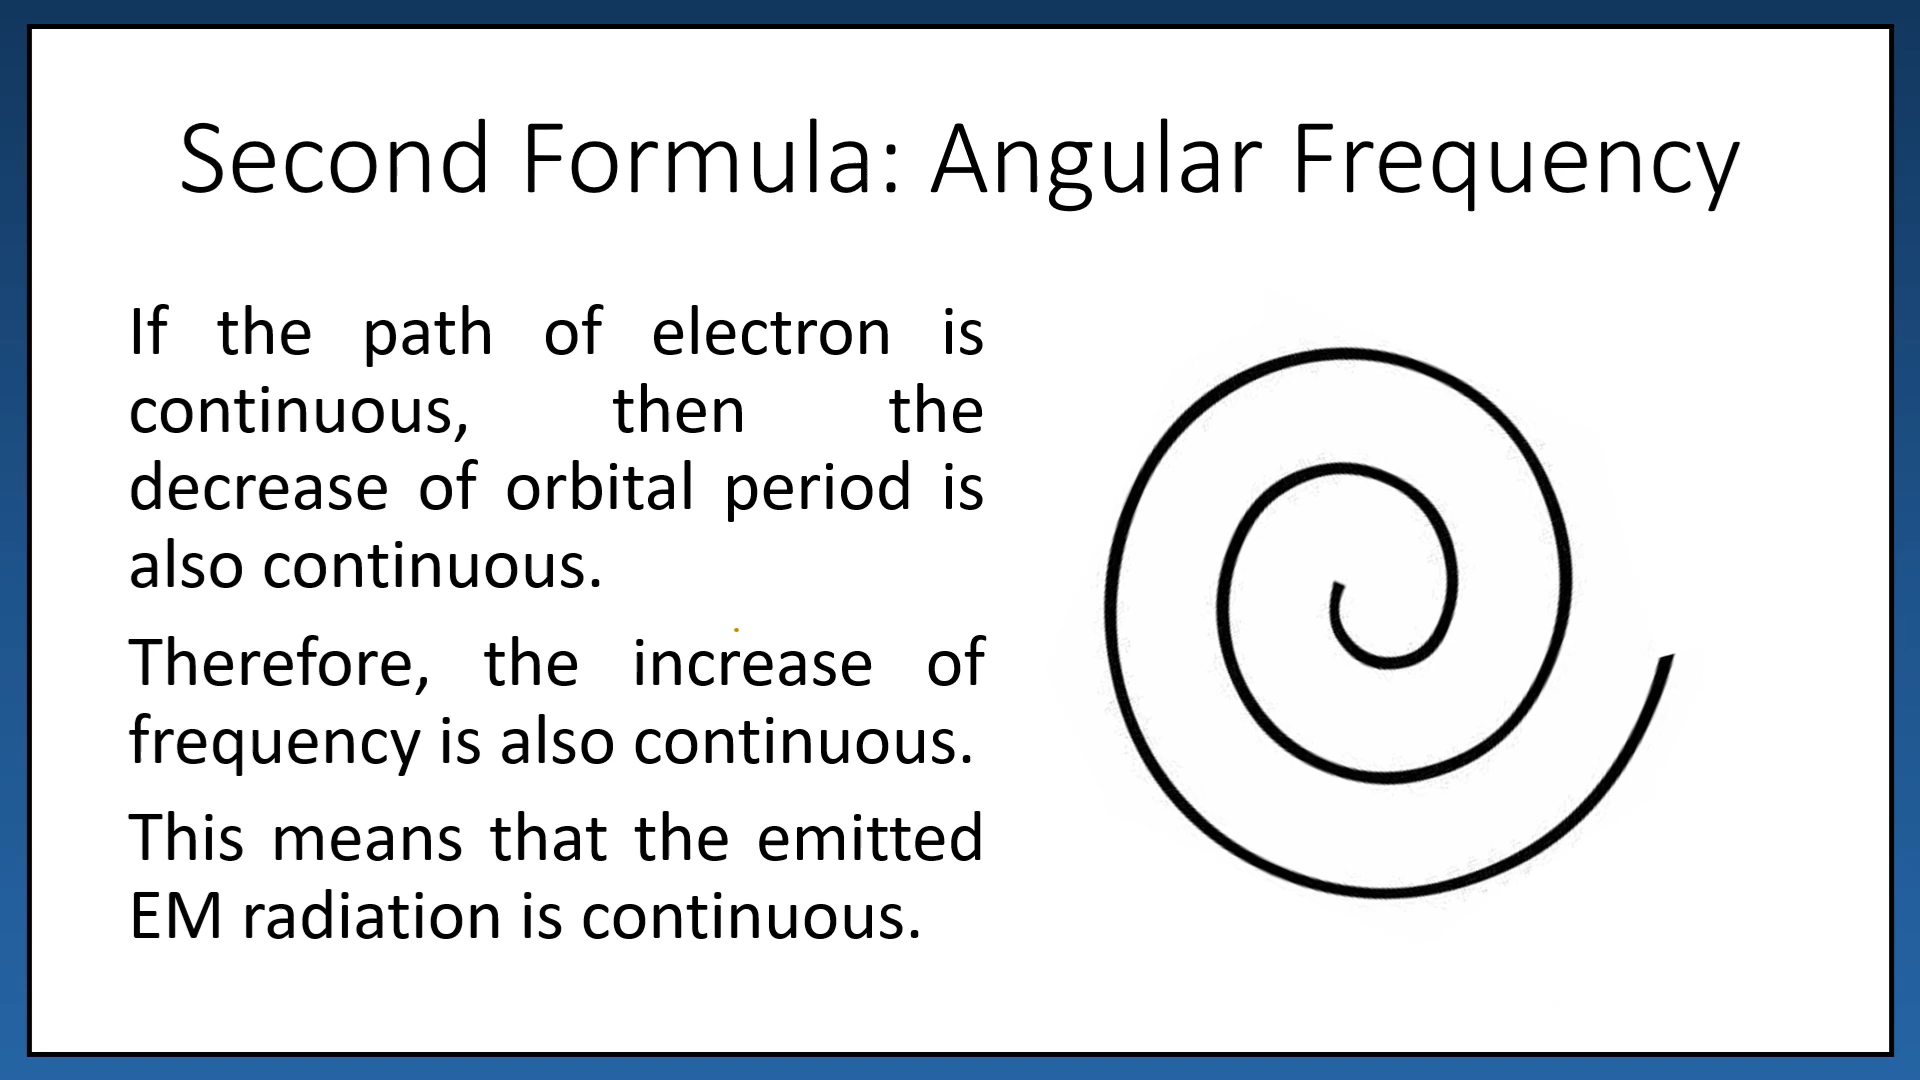 Second Formula: Angular Frequency
If the path of electron is
continuous, then the
decrease of orbital period is
also continuous.
Therefore, the increase of
frequency is also continuous.
This means that the emitted
EM radiation is continuous.